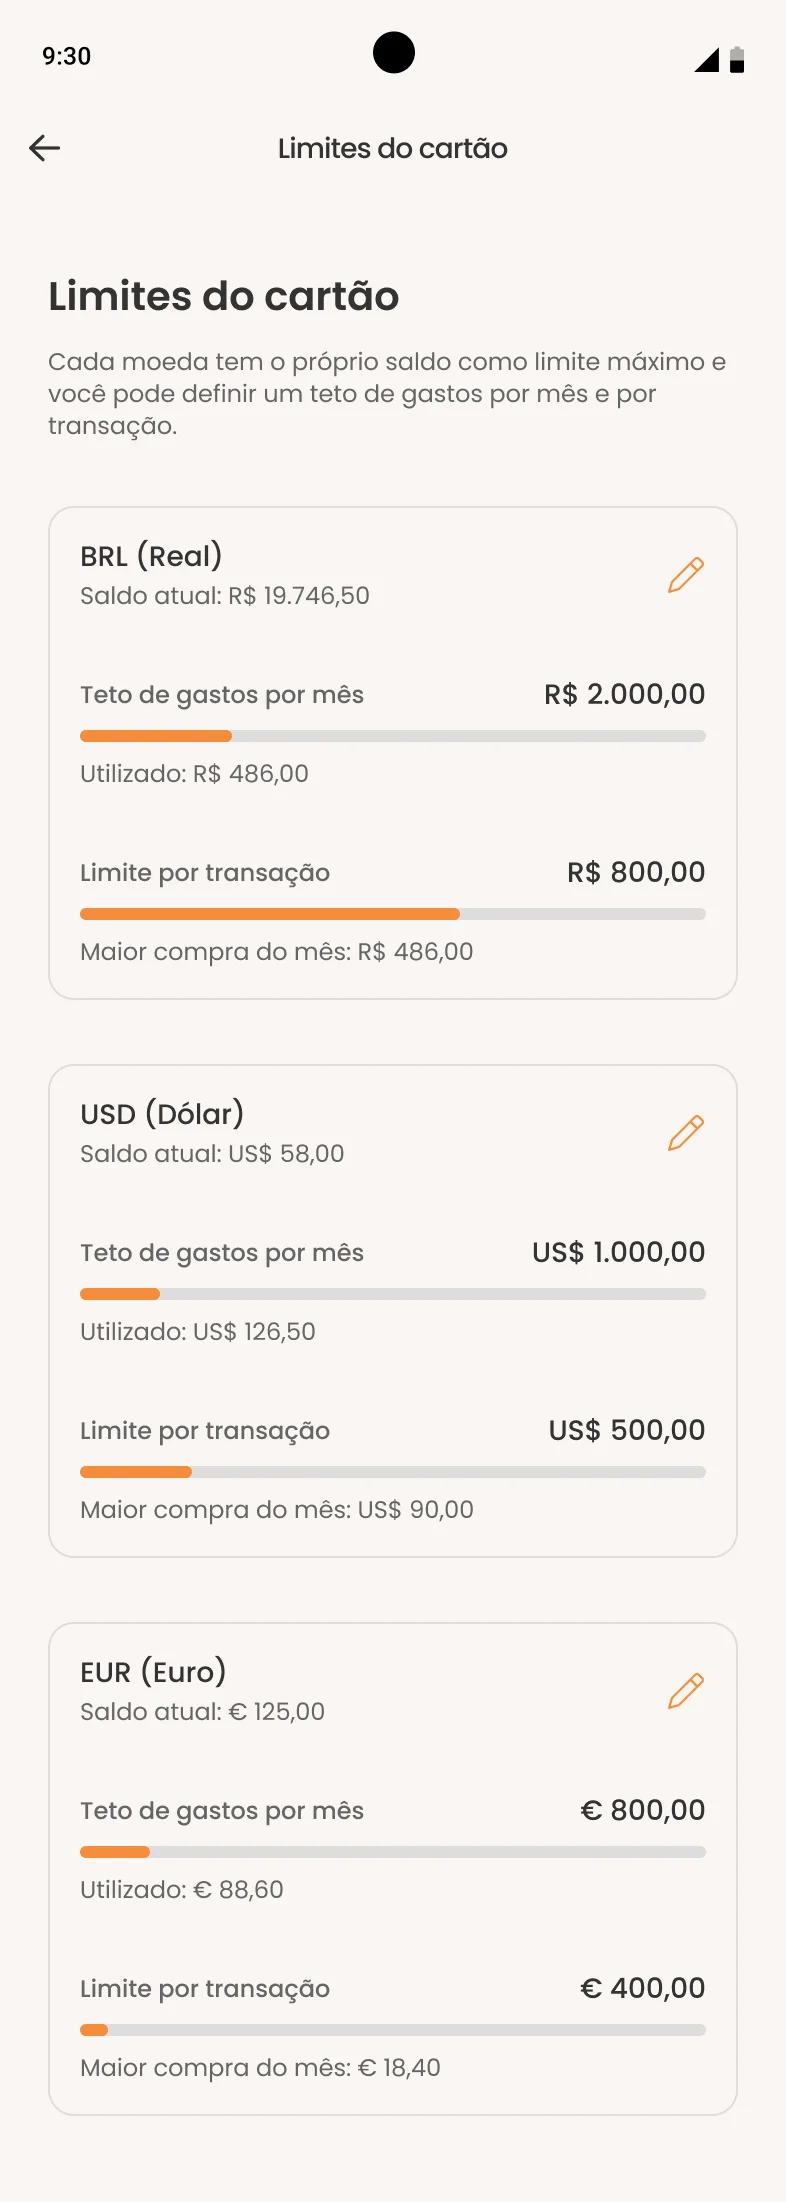 9:30
Limites do cartão
Limites do cartão
Cada moeda tem o próprio saldo como limite máximo e
você pode definir um teto de gastos por mês e por
transação.
BRL (Real)
Saldo atual: R$ 19.746,50
Teto de gastos por mês R$ 2.000,00
Utilizado: R$ 486,00
Limite por transação R$ 800,00
Maior compra do mês: R$ 486,00
USD (Dólar)
Saldo atual: US$ 58,00
Teto de gastos por mês US$ 1.000,00
Utilizado: US$ 126,50
Limite por transação US$ 500,00
Maior compra do mês: US$ 90,00
EUR (Euro)
Saldo atual: € 125,00
Teto de gastos por mês € 800,00
Utilizado: € 88,60
Limite por transação € 400,00
Maior compra do mês: € 18,40